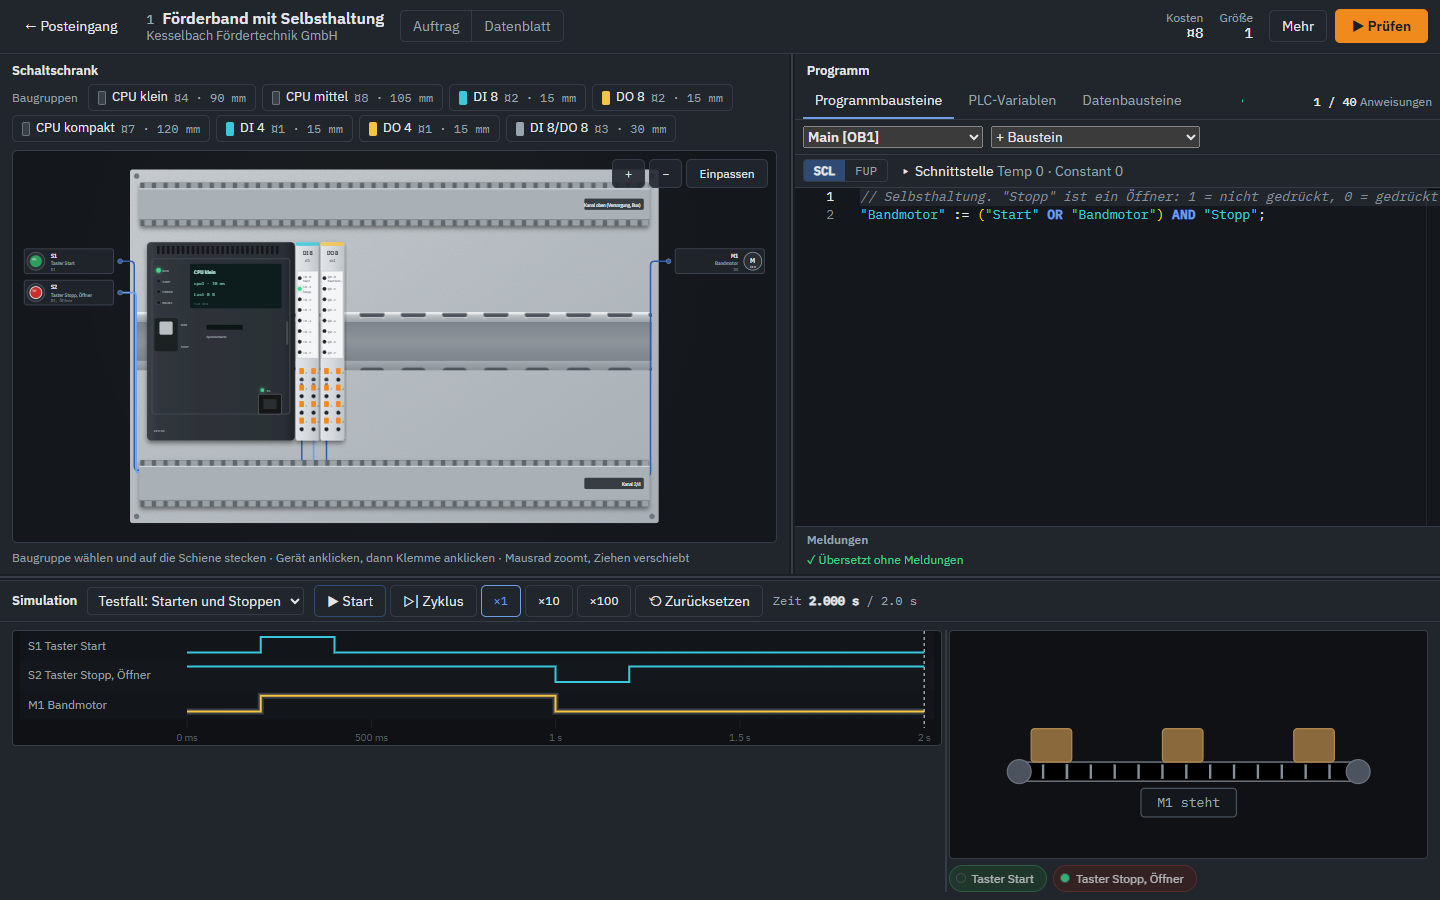 ← Posteingang
1 Förderband mit Selbsthaltung
Kesselbach Fördertechnik GmbH
Auftrag
Datenblatt
Kosten
¤8
Größe
1
Mehr
▶ Prüfen
Schaltschrank
Baugruppen
CPU klein ¤4 · 90 mm
CPU mittel ¤8 · 105 mm
DI 8 ¤2 · 15 mm
DO 8 ¤2 · 15 mm
CPU kompakt ¤7 · 120 mm
DI 4 ¤1 · 15 mm
DO 4 ¤1 · 15 mm
DI 8/DO 8 ¤3 · 30 mm
+
−
Einpassen
Kanal oben (Versorgung, Bus)
S1
Taster Start
S2
Taster Stopp, Öffner
CPU klein
DI 8
DO 8
M1
Bandmotor
M
Baugruppe wählen und auf die Schiene stecken · Gerät anklicken, dann Klemme anklicken · Mausrad zoomt, Ziehen verschiebt
Programm
Programmbausteine
PLC-Variablen
Datenbausteine
1 / 40 Anweisungen
Main [OB1]
+ Baustein
SCL
FUP
▸ Schnittstelle Temp 0 · Constant 0
1 // Selbsthaltung. "Stopp" ist ein Öffner: 1 = nicht gedrückt, 0 = gedrückt
2 "Bandmotor" := ("Start" OR "Bandmotor") AND "Stopp";
Meldungen
✓ Übersetzt ohne Meldungen
Simulation
Testfall: Starten und Stoppen
▶ Start
Zyklus
×1
×10
×100
Zurücksetzen
Zeit 2.000 s / 2.0 s
S1 Taster Start
S2 Taster Stopp, Öffner
M1 Bandmotor
0 ms
500 ms
1 s
1.5 s
2 s
M1 steht
Taster Start
Taster Stopp, Öffner